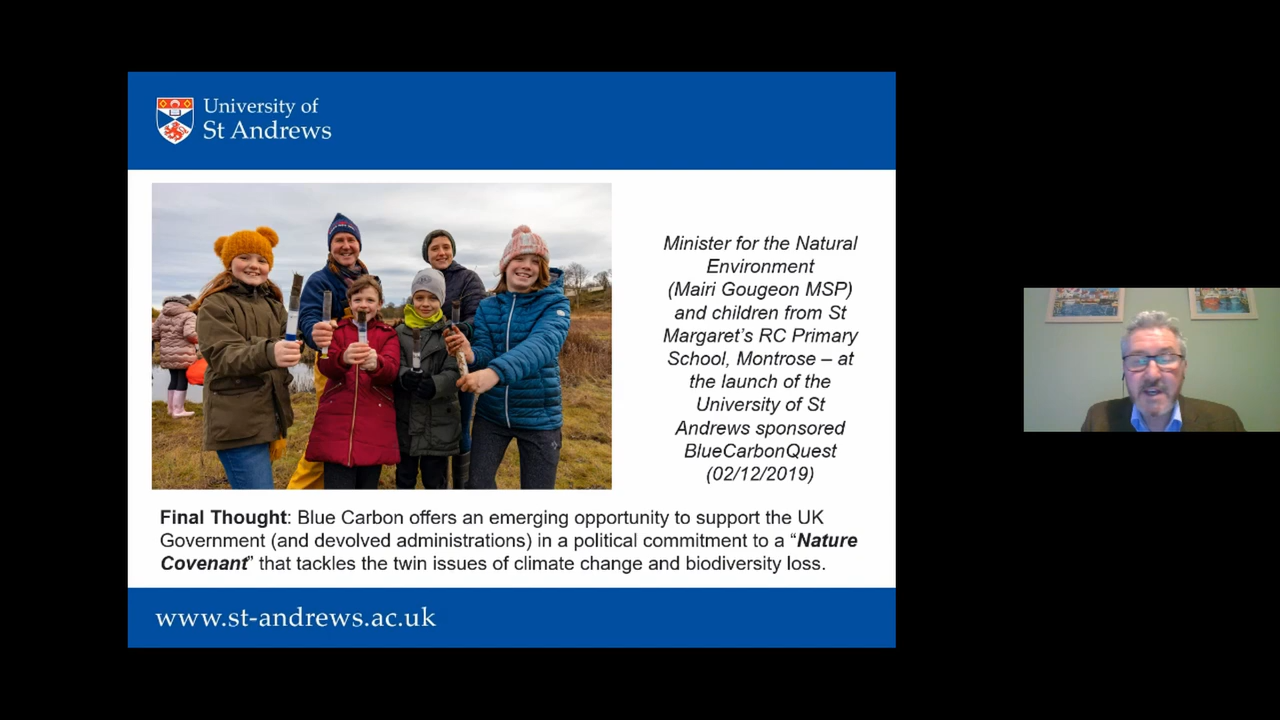 University of
St Andrews
Minister for the Natural
Environment
(Mairi Gougeon MSP)
and children from St
Margaret’s RC Primary
School, Montrose – at
the launch of the
University of St
Andrews sponsored
BlueCarbonQuest
(02/12/2019)
Final Thought: Blue Carbon offers an emerging opportunity to support the UK
Government (and devolved administrations) in a political commitment to a “Nature
Covenant” that tackles the twin issues of climate change and biodiversity loss.
www.st-andrews.ac.uk